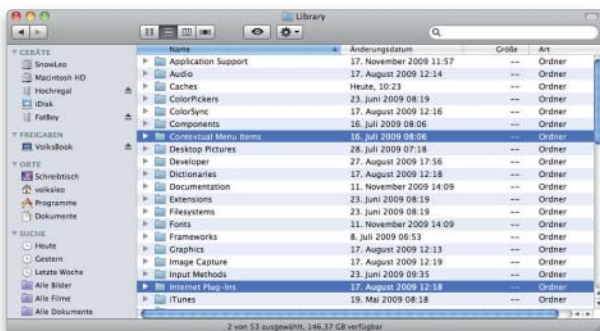 Library
Name Änderungsdatum Größe Art
GERÄTE
SnowLeo
Macintosh HD
Hochregal
iDisk
FatBoy
FREIGABEN
VolksBook
ORTE
Schreibtisch
volksleo
Programme
Dokumente
SUCHE
Heute
Gestern
Letzte Woche
Alle Bilder
Alle Filme
Alle Dokumente
Application Support 17. November 2009 11:57 -- Ordner
Audio 17. August 2009 12:14 -- Ordner
Caches Heute, 10:23 -- Ordner
ColorPickers 23. Juni 2009 08:19 -- Ordner
ColorSync 17. August 2009 12:16 -- Ordner
Components 16. Juli 2009 08:06 -- Ordner
Contextual Menu Items 16. Juli 2009 08:06 -- Ordner
Desktop Pictures 28. Juli 2009 07:18 -- Ordner
Developer 27. August 2009 17:56 -- Ordner
Dictionaries 17. August 2009 12:18 -- Ordner
Documentation 11. November 2009 14:09 -- Ordner
Extensions 23. Juni 2009 08:19 -- Ordner
Filesystems 23. Juni 2009 08:19 -- Ordner
Fonts 11. November 2009 14:09 -- Ordner
Frameworks 8. Juli 2009 06:53 -- Ordner
Graphics 17. August 2009 12:13 -- Ordner
Image Capture 17. August 2009 12:19 -- Ordner
Input Methods 23. Juni 2009 09:35 -- Ordner
Internet Plug-Ins 17. August 2009 12:18 -- Ordner
iTunes 19. Mai 2009 08:18 -- Ordner
2 von 53 ausgewählt, 146,37 GB verfügbar